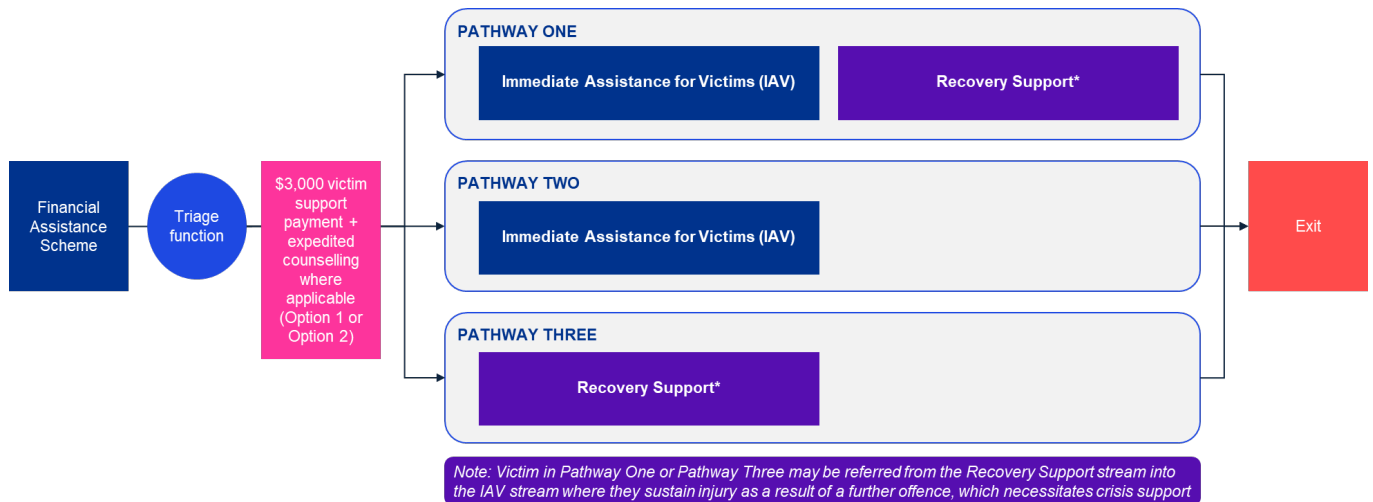 Financial
Assistance
Scheme
Triage
function
$3,000 victim
support
payment +
expedited
counselling
where
applicable
(Option 1 or
Option 2)
PATHWAY ONE
Immediate Assistance for Victims (IAV)
Recovery Support*
PATHWAY TWO
Immediate Assistance for Victims (IAV)
PATHWAY THREE
Recovery Support*
Exit
Note: Victim in Pathway One or Pathway Three may be referred from the Recovery Support stream into
the IAV stream where they sustain injury as a result of a further offence, which necessitates crisis support